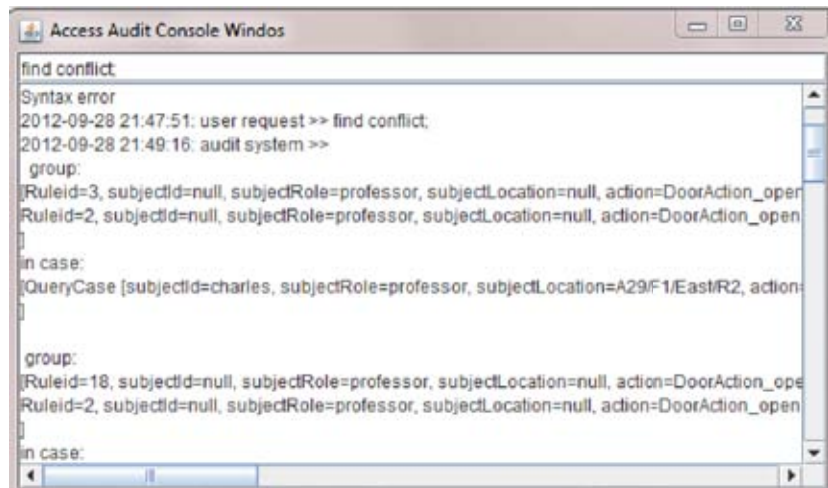 Access Audit Console Windos
find conflict;
Syntax error
2012-09-28 21:47:51: user request >> find conflict;
2012-09-28 21:49:16: audit system >>
group:
[Ruleid=3, subjectId=null, subjectRole=professor, subjectLocation=null, action=DoorAction_open
Ruleid=2, subjectId=null, subjectRole=professor, subjectLocation=null, action=DoorAction_open
]
in case:
[QueryCase [subjectId=charles, subjectRole=professor, subjectLocation=A29/F1/East/R2, action=
]
group:
[Ruleid=18, subjectId=null, subjectRole=professor, subjectLocation=null, action=DoorAction_ope
Ruleid=2, subjectId=null, subjectRole=professor, subjectLocation=null, action=DoorAction_open
]
in case: